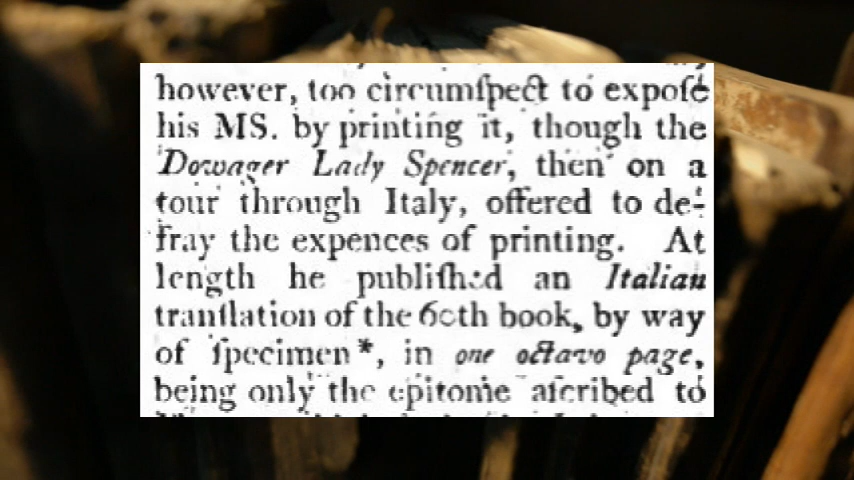 however, too circumſpect to expoſe
his MS. by printing it, though the
Dowager Lady Spencer, then on a
tour through Italy, offered to de-
fray the expences of printing. At
length he publiſhed an Italian
tranſlation of the 60th book, by way
of ſpecimen*, in one octavo page,
being only the epitome aſcribed to